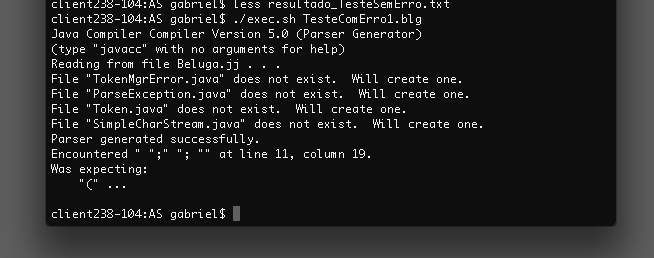 client238-104:AS gabriel$ less resultado_TesteSemErro.txt
client238-104:AS gabriel$ ./exec.sh TesteComErro1.blg
Java Compiler Compiler Version 5.0 (Parser Generator)
(type "javacc" with no arguments for help)
Reading from file Beluga.jj . . .
File "TokenMgrError.java" does not exist.  Will create one.
File "ParseException.java" does not exist.  Will create one.
File "Token.java" does not exist.  Will create one.
File "SimpleCharStream.java" does not exist.  Will create one.
Parser generated successfully.
Encountered " ";" "; "" at line 11, column 19.
Was expecting:
    "(" ...
client238-104:AS gabriel$